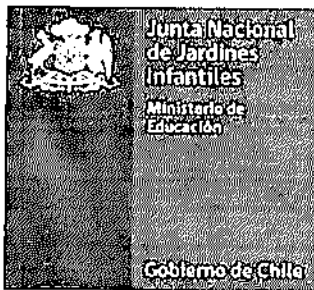 Junta Nacional
de Jardines
Infantiles
Ministerio de
Educación
Gobierno de Chile